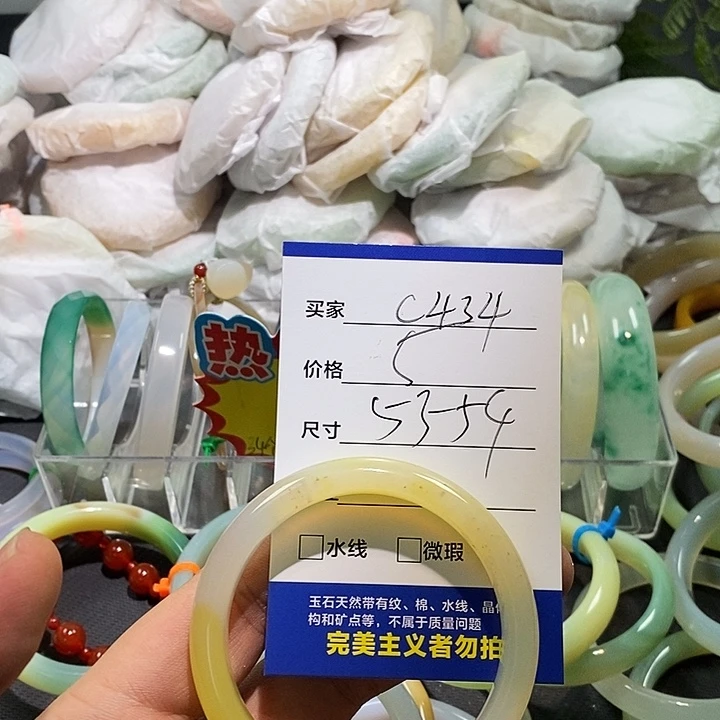 热
买家 C434
价格 5
尺寸 53-54
水线 微瑕
玉石天然带有纹、棉、水线、晶体
构和矿点等，不属于质量问题
完美主义者勿拍